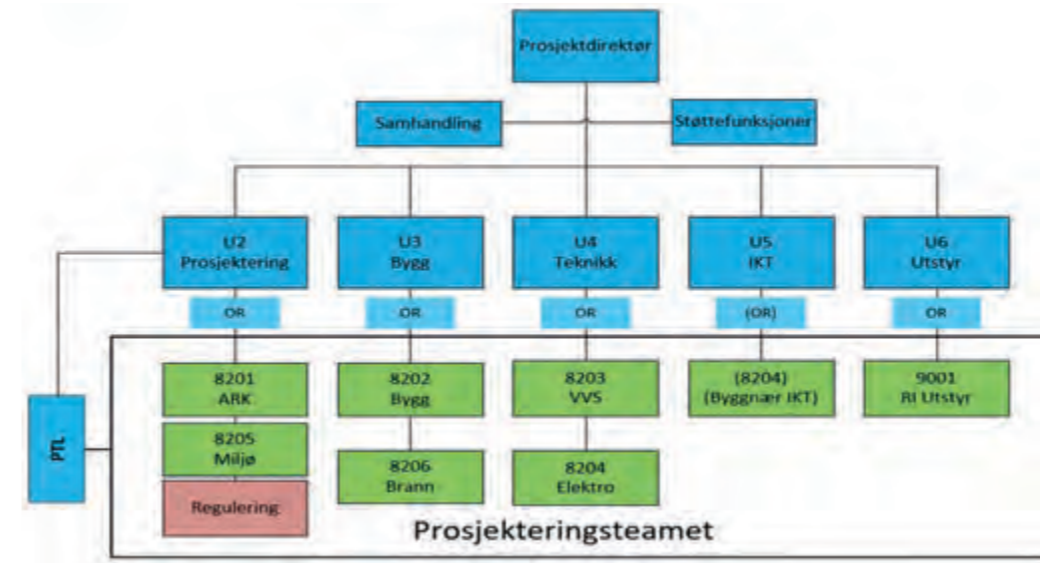 Prosjektdirektør
Samhandling
Støttefunksjoner
U2
Prosjektering
U3
Bygg
U4
Teknikk
U5
IKT
U6
Utstyr
OR
OR
OR
(OR)
OR
PTL
8201
ARK
8202
Bygg
8203
VVS
(8204)
(Byggnær IKT)
9001
RI Utstyr
8205
Miljø
8206
Brann
8204
Elektro
Regulering
Prosjekteringsteamet